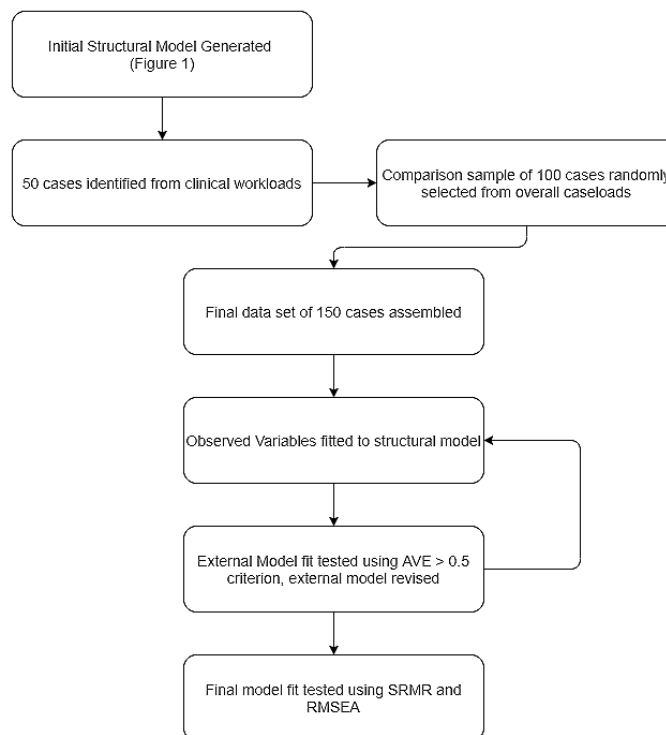 Initial Structural Model Generated
(Figure 1)
50 cases identified from clinical workloads
Comparison sample of 100 cases randomly
selected from overall caseloads
Final data set of 150 cases assembled
Observed Variables fitted to structural model
External Model fit tested using AVE > 0.5
criterion, external model revised
Final model fit tested using SRMR and
RMSEA